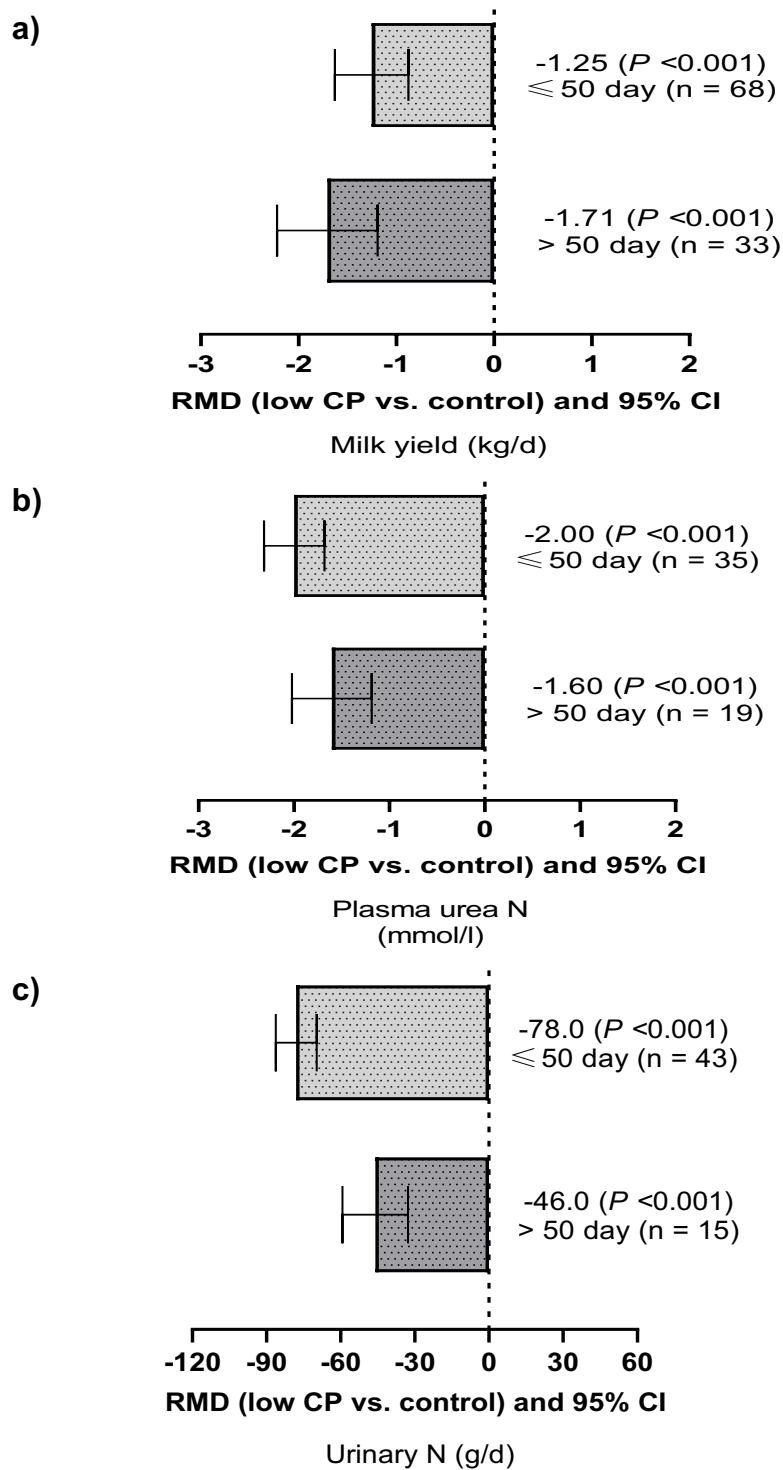 a)
-1.25 (P <0.001)
⩽ 50 day (n = 68)
-1.71 (P <0.001)
> 50 day (n = 33)
-3 -2 -1 0 1 2
RMD (low CP vs. control) and 95% CI
Milk yield (kg/d)
b)
-2.00 (P <0.001)
⩽ 50 day (n = 35)
-1.60 (P <0.001)
> 50 day (n = 19)
-3 -2 -1 0 1 2
RMD (low CP vs. control) and 95% CI
Plasma urea N
(mmol/l)
c)
-78.0 (P <0.001)
⩽ 50 day (n = 43)
-46.0 (P <0.001)
> 50 day (n = 15)
-120 -90 -60 -30 0 30 60
RMD (low CP vs. control) and 95% CI
Urinary N (g/d)